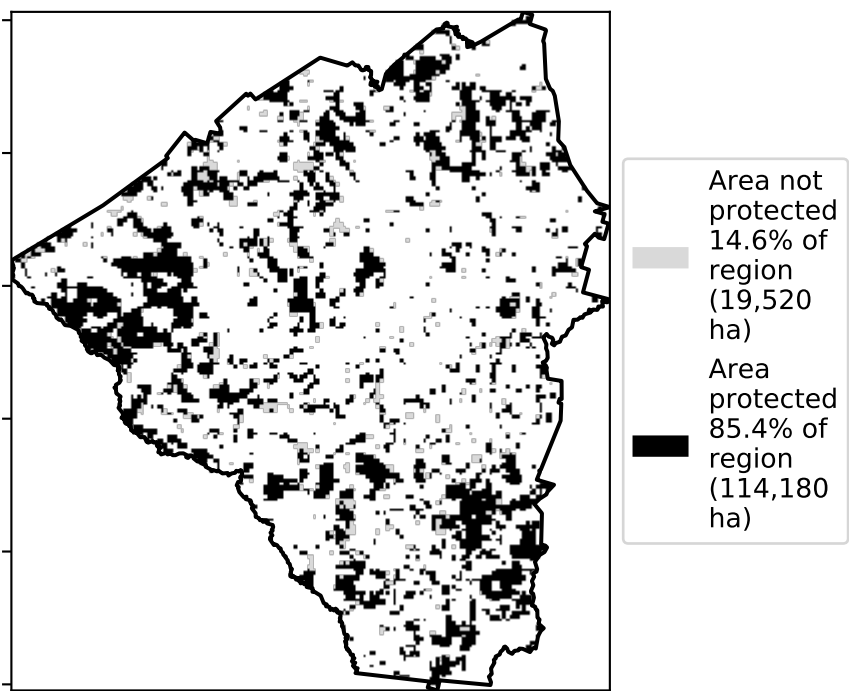 Area not
protected
14.6% of
region
(19,520
ha)
Area
protected
85.4% of
region
(114,180
ha)